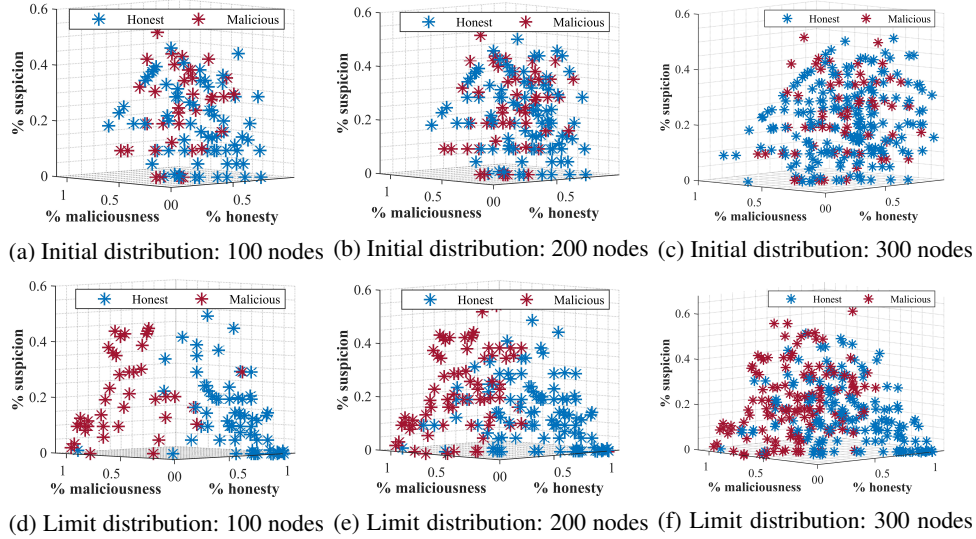 0.6
Honest Malicious
0.4
% suspicion
0.2
0
1
0.5
00
0.5
% maliciousness % honesty
(a) Initial distribution: 100 nodes
0.6
Honest Malicious
0.4
% suspicion
0.2
0
1
0.5
00
0.5
% maliciousness % honesty
(b) Initial distribution: 200 nodes
0.6
Honest Malicious
0.4
% suspicion
0.2
0
1
0.5
00
0.5
% maliciousness % honesty
(c) Initial distribution: 300 nodes
0.6
Honest Malicious
0.4
% suspicion
0.2
0
1
0.5
00
0.5
1
% maliciousness % honesty
(d) Limit distribution: 100 nodes
0.6
Honest Malicious
0.4
% suspicion
0.2
0
1
0.5
00
0.5
1
% maliciousness % honesty
(e) Limit distribution: 200 nodes
0.6
Honest Malicious
0.4
% suspicion
0.2
0
1
0.5
00
0.5
1
% maliciousness % honesty
(f) Limit distribution: 300 nodes